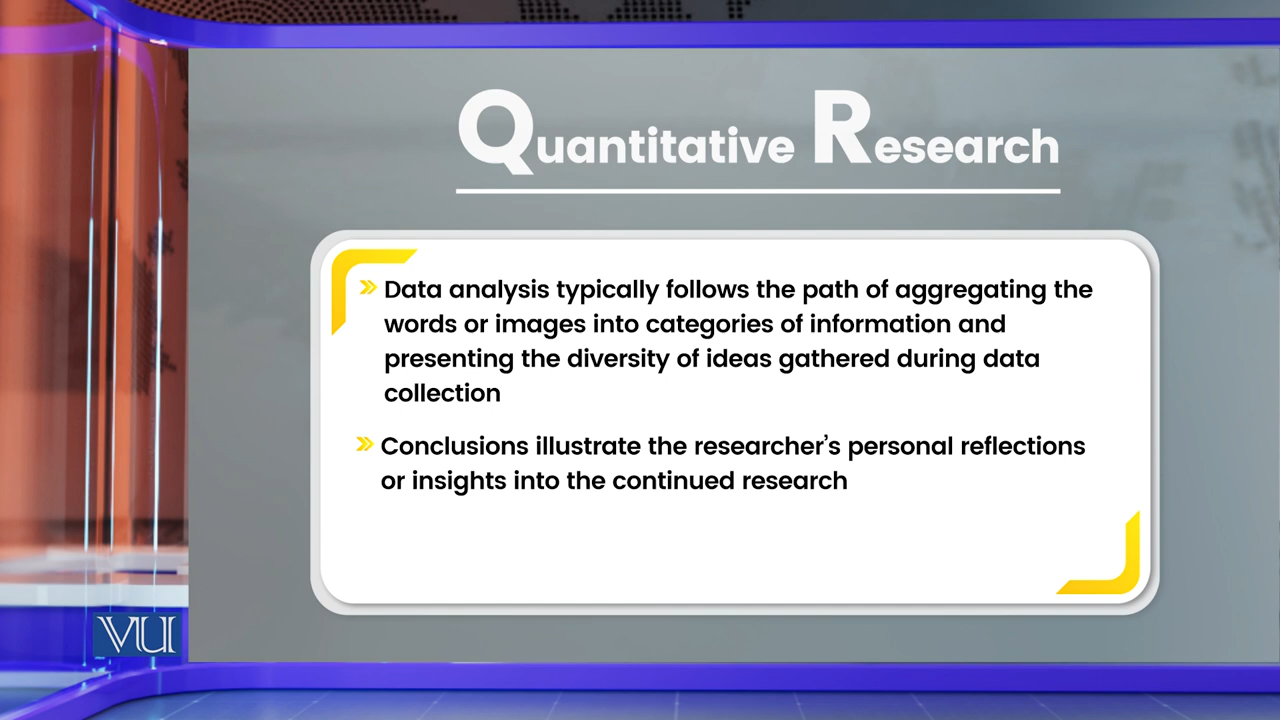 Quantitative Research
» Data analysis typically follows the path of aggregating the
words or images into categories of information and
presenting the diversity of ideas gathered during data
collection
» Conclusions illustrate the researcher’s personal reflections
or insights into the continued research
VU